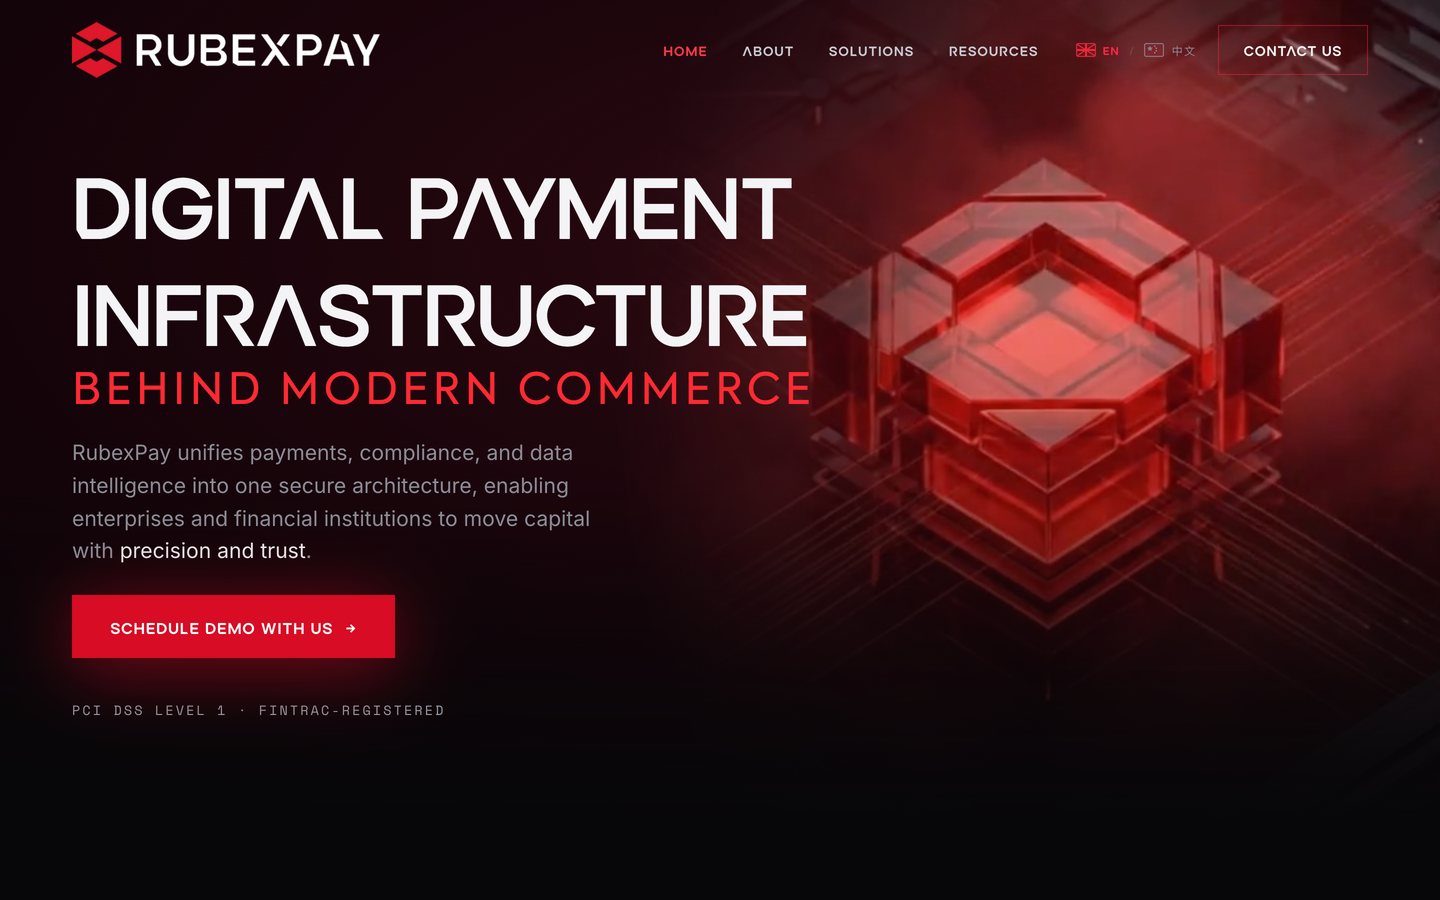 RUBEXPAY
HOME
ABOUT
SOLUTIONS
RESOURCES
EN / 中文
CONTACT US
DIGITAL PAYMENT
INFRASTRUCTURE
BEHIND MODERN COMMERCE
RubexPay unifies payments, compliance, and data
intelligence into one secure architecture, enabling
enterprises and financial institutions to move capital
with precision and trust.
SCHEDULE DEMO WITH US →
PCI DSS LEVEL 1 · FINTRAC-REGISTERED